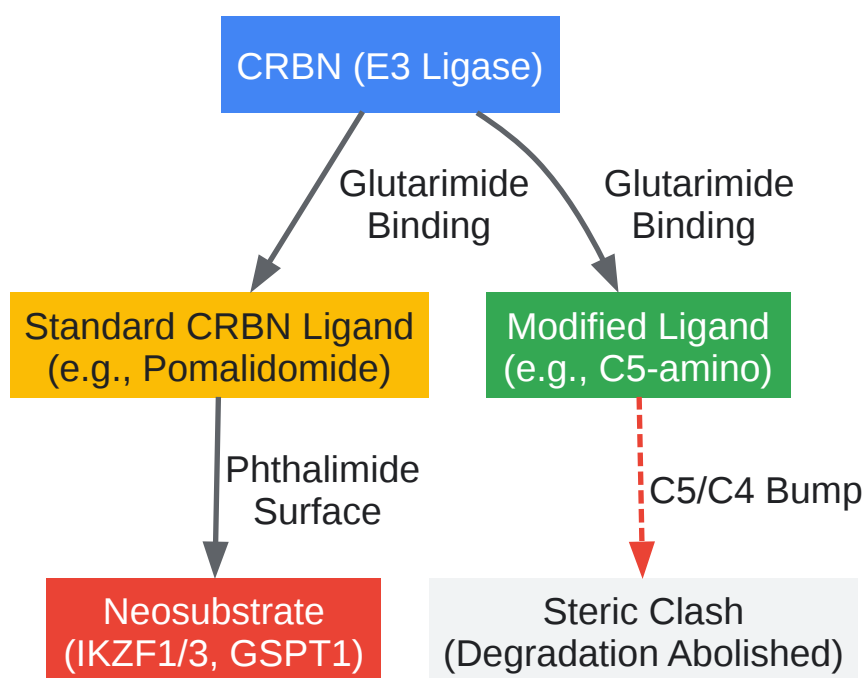 CRBN (E3 Ligase)
Glutarimide
Binding
Glutarimide
Binding
Standard CRBN Ligand
(e.g., Pomalidomide)
Modified Ligand
(e.g., C5-amino)
Phthalimide
Surface
C5/C4 Bump
Neosubstrate
(IKZF1/3, GSPT1)
Steric Clash
(Degradation Abolished)